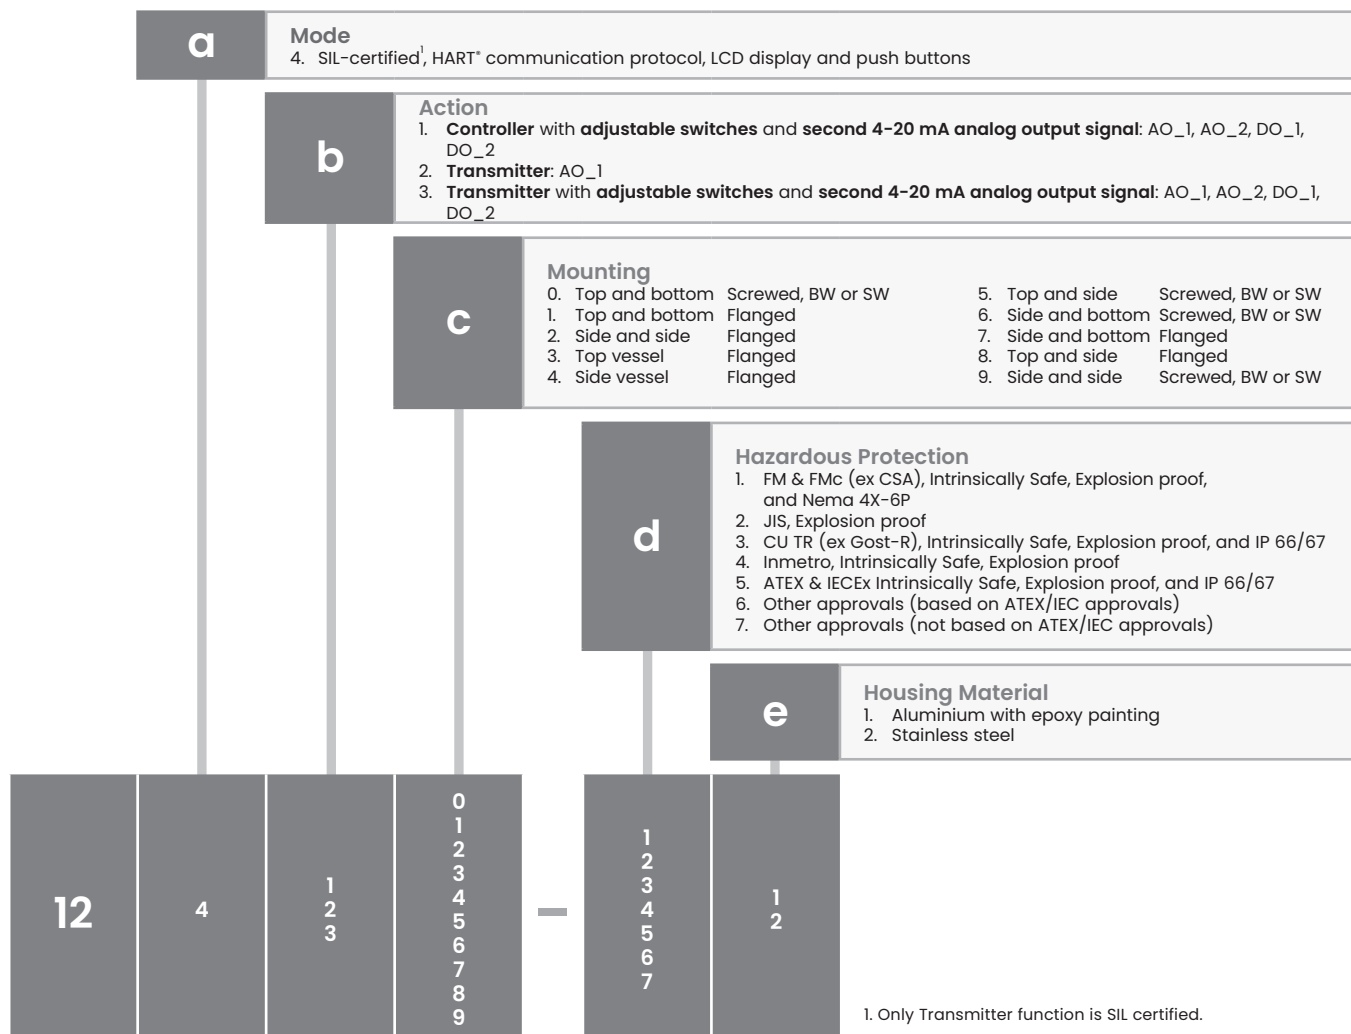 a
Mode
4. SIL-certified¹, HART® communication protocol, LCD display and push buttons
b
Action
1. Controller with adjustable switches and second 4-20 mA analog output signal: AO_1, AO_2, DO_1,
DO_2
2. Transmitter: AO_1
3. Transmitter with adjustable switches and second 4-20 mA analog output signal: AO_1, AO_2, DO_1,
DO_2
c
Mounting
0. Top and bottom Screwed, BW or SW
1. Top and bottom Flanged
2. Side and side Flanged
3. Top vessel Flanged
4. Side vessel Flanged
5. Top and side Screwed, BW or SW
6. Side and bottom Screwed, BW or SW
7. Side and bottom Flanged
8. Top and side Flanged
9. Side and side Screwed, BW or SW
d
Hazardous Protection
1. FM & FMc (ex CSA), Intrinsically Safe, Explosion proof,
and Nema 4X-6P
2. JIS, Explosion proof
3. CU TR (ex Gost-R), Intrinsically Safe, Explosion proof, and IP 66/67
4. Inmetro, Intrinsically Safe, Explosion proof
5. ATEX & IECEx Intrinsically Safe, Explosion proof, and IP 66/67
6. Other approvals (based on ATEX/IEC approvals)
7. Other approvals (not based on ATEX/IEC approvals)
e
Housing Material
1. Aluminium with epoxy painting
2. Stainless steel
12
4
1
2
3
0
1
2
3
4
5
6
7
8
9
–
1
2
3
4
5
6
7
1
2
1. Only Transmitter function is SIL certified.